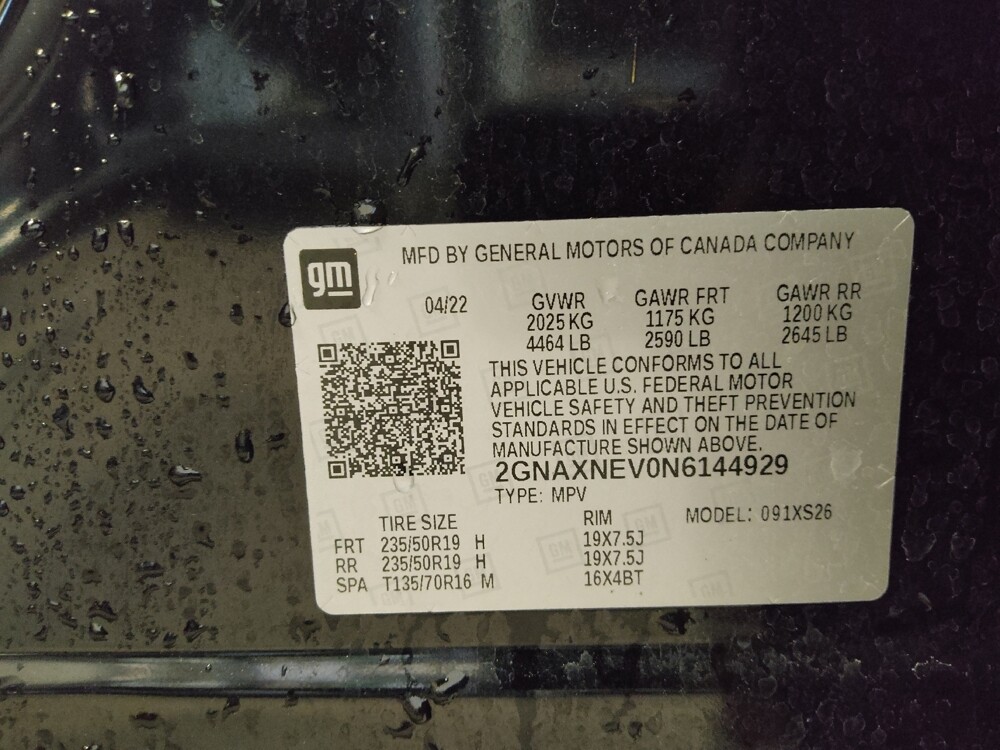 gm
MFD BY GENERAL MOTORS OF CANADA COMPANY
04/22 GVWR GAWR FRT GAWR RR
2025 KG 1175 KG 1200 KG
4464 LB 2590 LB 2645 LB
THIS VEHICLE CONFORMS TO ALL
APPLICABLE U.S. FEDERAL MOTOR
VEHICLE SAFETY AND THEFT PREVENTION
STANDARDS IN EFFECT ON THE DATE OF
MANUFACTURE SHOWN ABOVE.
2GNAXNEV0N6144929
TYPE: MPV
TIRE SIZE RIM MODEL: 091XS26
FRT 235/50R19 H 19X7.5J
RR 235/50R19 H 19X7.5J
SPA T135/70R16 M 16X4BT